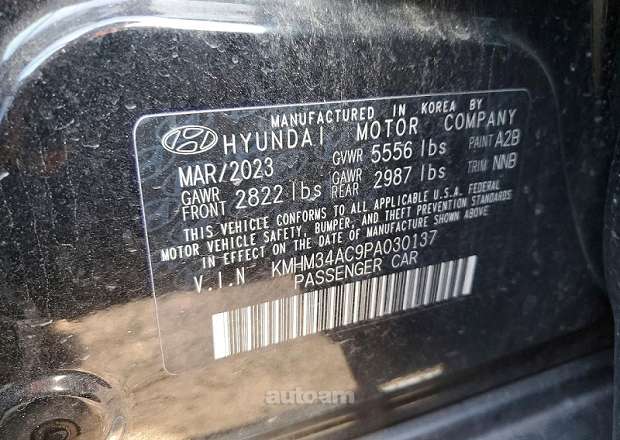 MANUFACTURED IN KOREA BY
HYUNDAI MOTOR COMPANY
MAR/2023 GVWR 5556 lbs PAINT A2B
GAWR FRONT 2822 lbs GAWR REAR 2987 lbs TRIM NNB
THIS VEHICLE CONFORMS TO ALL APPLICABLE U.S.A. FEDERAL
MOTOR VEHICLE SAFETY, BUMPER, AND THEFT PREVENTION STANDARDS
IN EFFECT ON THE DATE OF MANUFACTURE SHOWN ABOVE
V.I.N KMHM34AC9PA030137
PASSENGER CAR
autoam